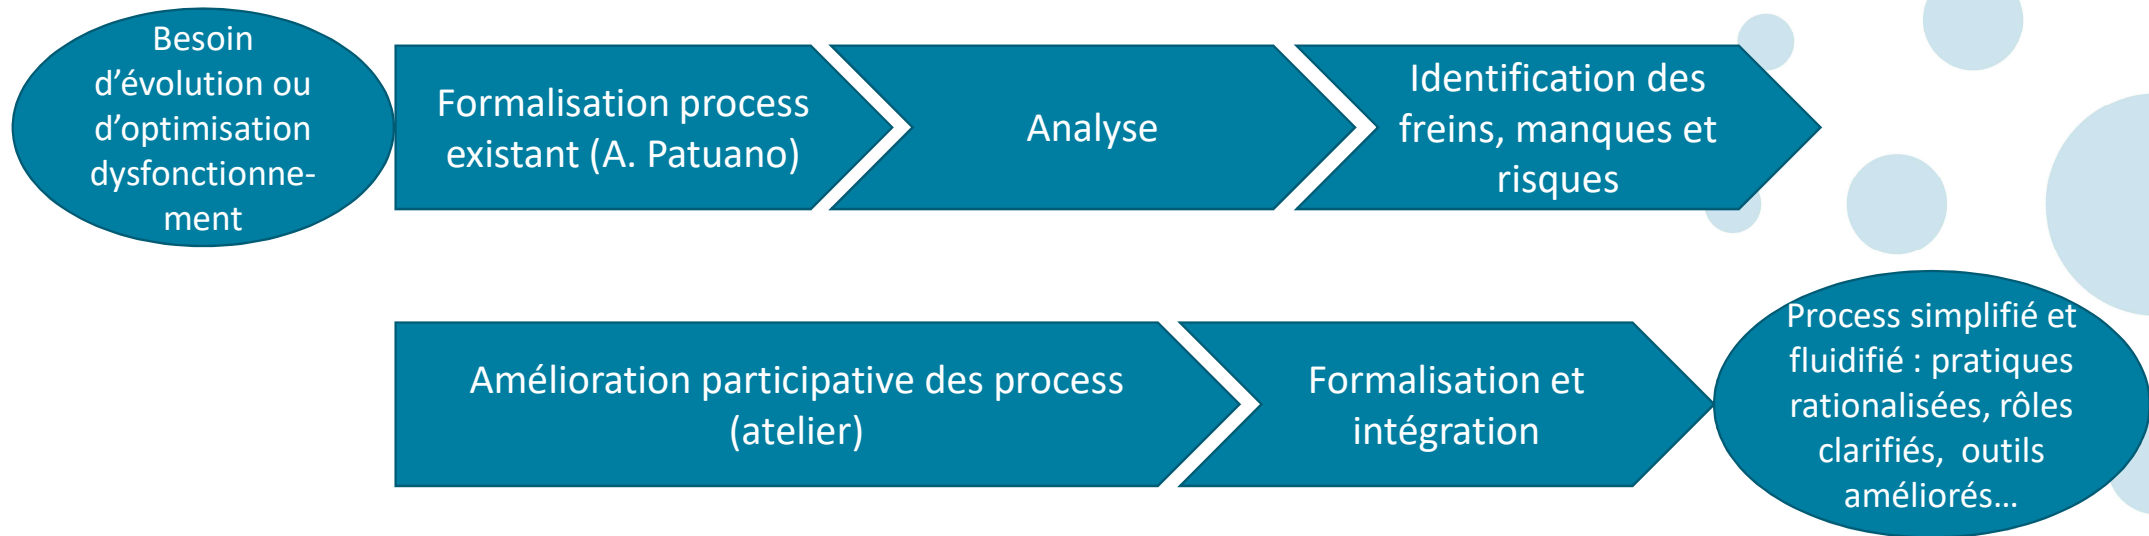 Besoin
d’évolution ou
d’optimisation
dysfonctionne-
ment
Formalisation process
existant (A. Patuano)
Analyse
Identification des
freins, manques et
risques
Amélioration participative des process
(atelier)
Formalisation et
intégration
Process simplifié et
fluidifié : pratiques
rationalisées, rôles
clarifiés,  outils
améliorés…